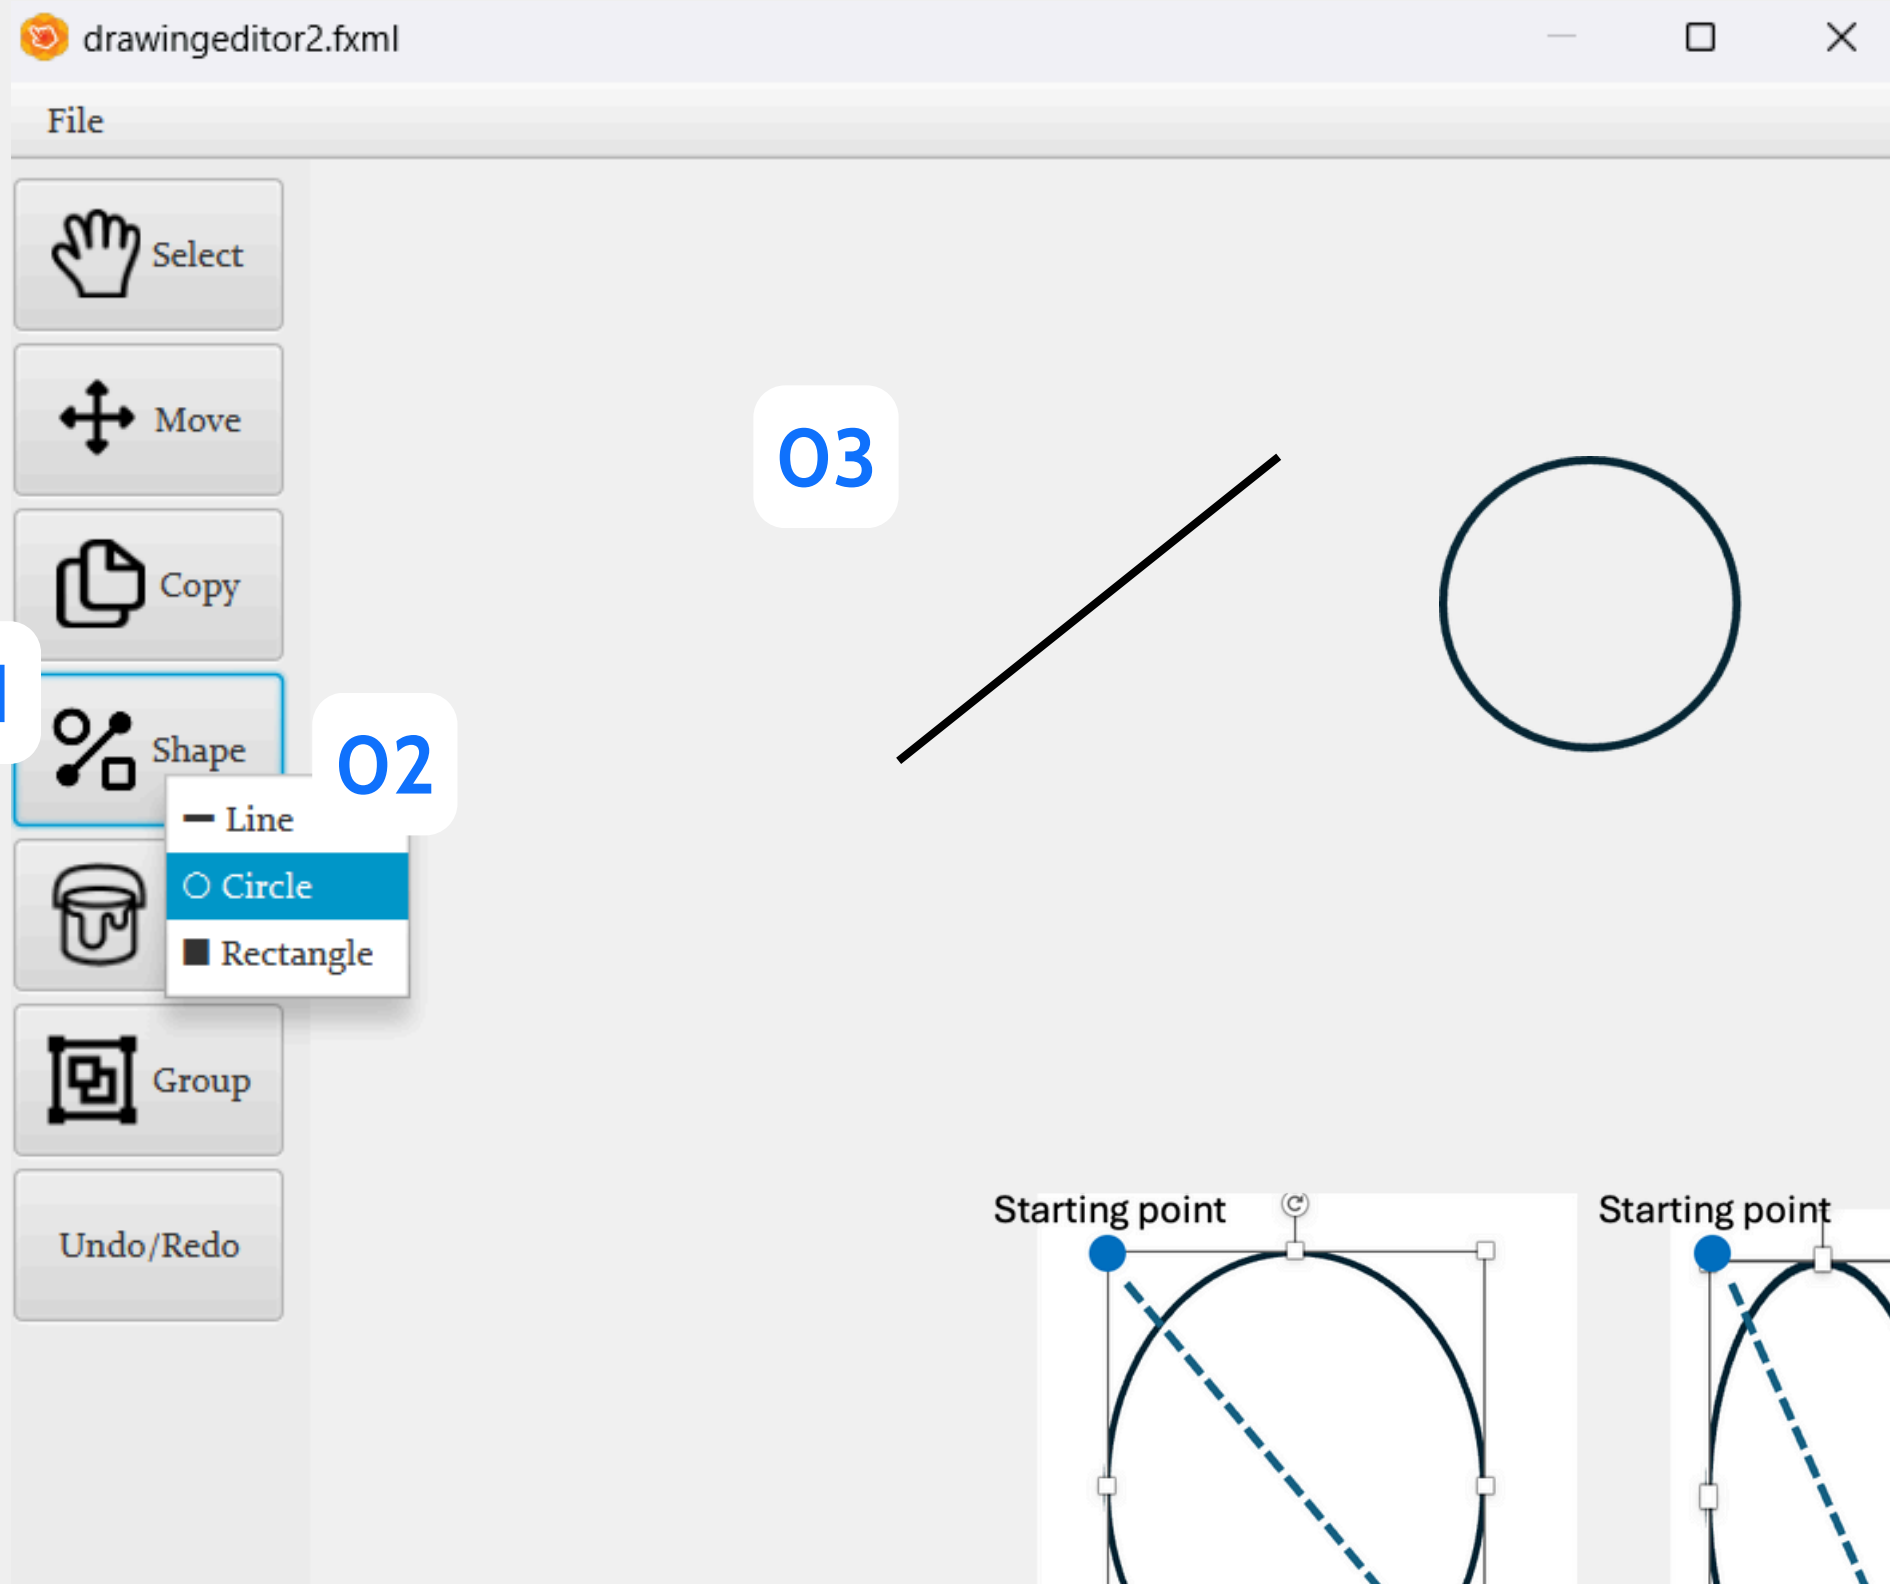 drawingeditor2.fxml
File
Select
Move
03
Copy
Shape
02
Line
Circle
Rectangle
Group
Undo/Redo
Starting point
Starting point